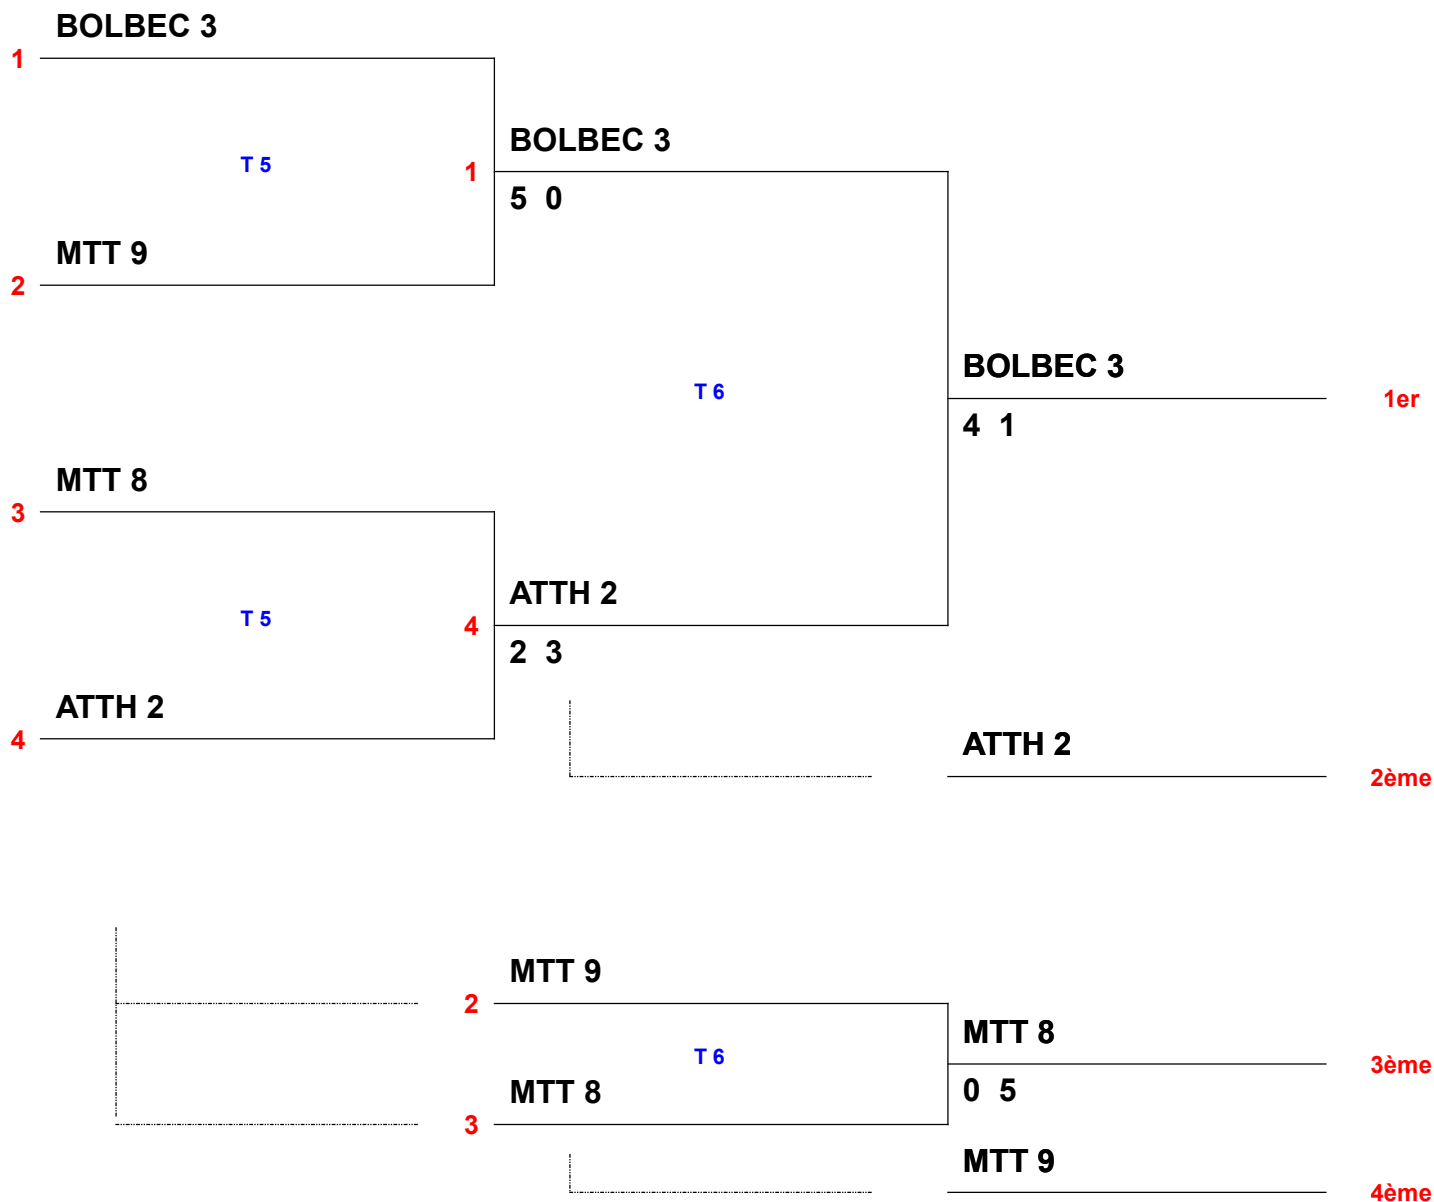 BOLBEC 3
1
BOLBEC 3
T 5
1
5 0
MTT 9
2
BOLBEC 3
T 6
1er
4 1
MTT 8
3
ATTH 2
T 5
4
2 3
ATTH 2
4
ATTH 2
2ème
MTT 9
2
MTT 8
T 6
3ème
MTT 8
0 5
3
MTT 9
4ème